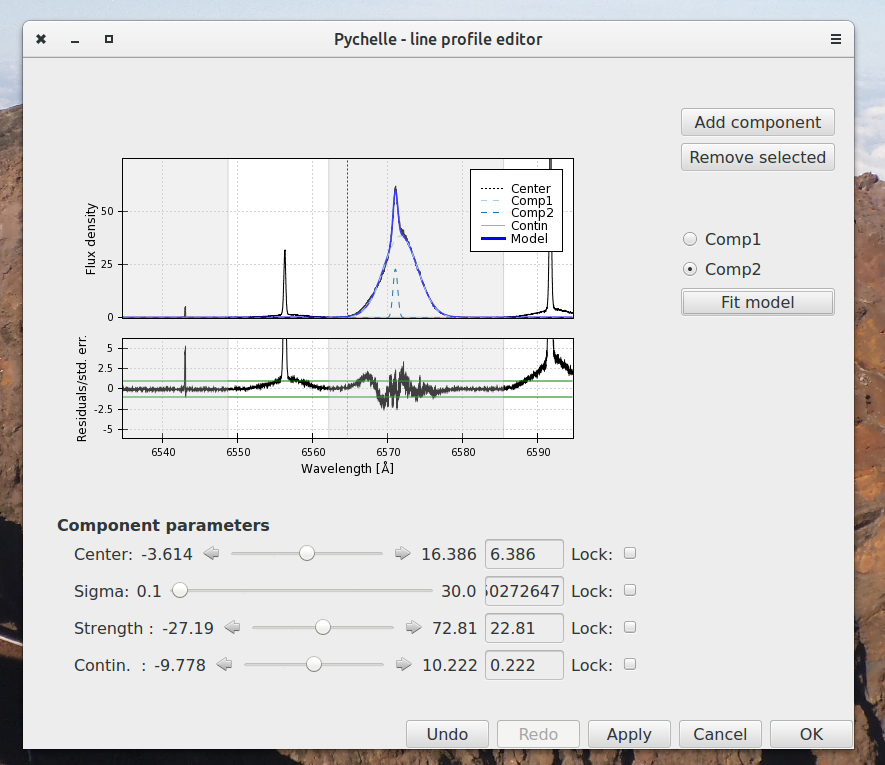 Pychelle - line profile editor
Add component
Remove selected
Center
Comp1
Comp2
Contin
Model
50
25
0
Flux density
Comp1
Comp2
Fit model
5
2.5
0
-2.5
-5
Residuals/std. err.
6540 6550 6560 6570 6580 6590
Wavelength [Å]
Component parameters
Center: -3.614 16.386 6.386 Lock:
Sigma: 0.1 30.0 0272647 Lock:
Strength : -27.19 72.81 22.81 Lock:
Contin. : -9.778 10.222 0.222 Lock:
Undo Redo Apply Cancel OK